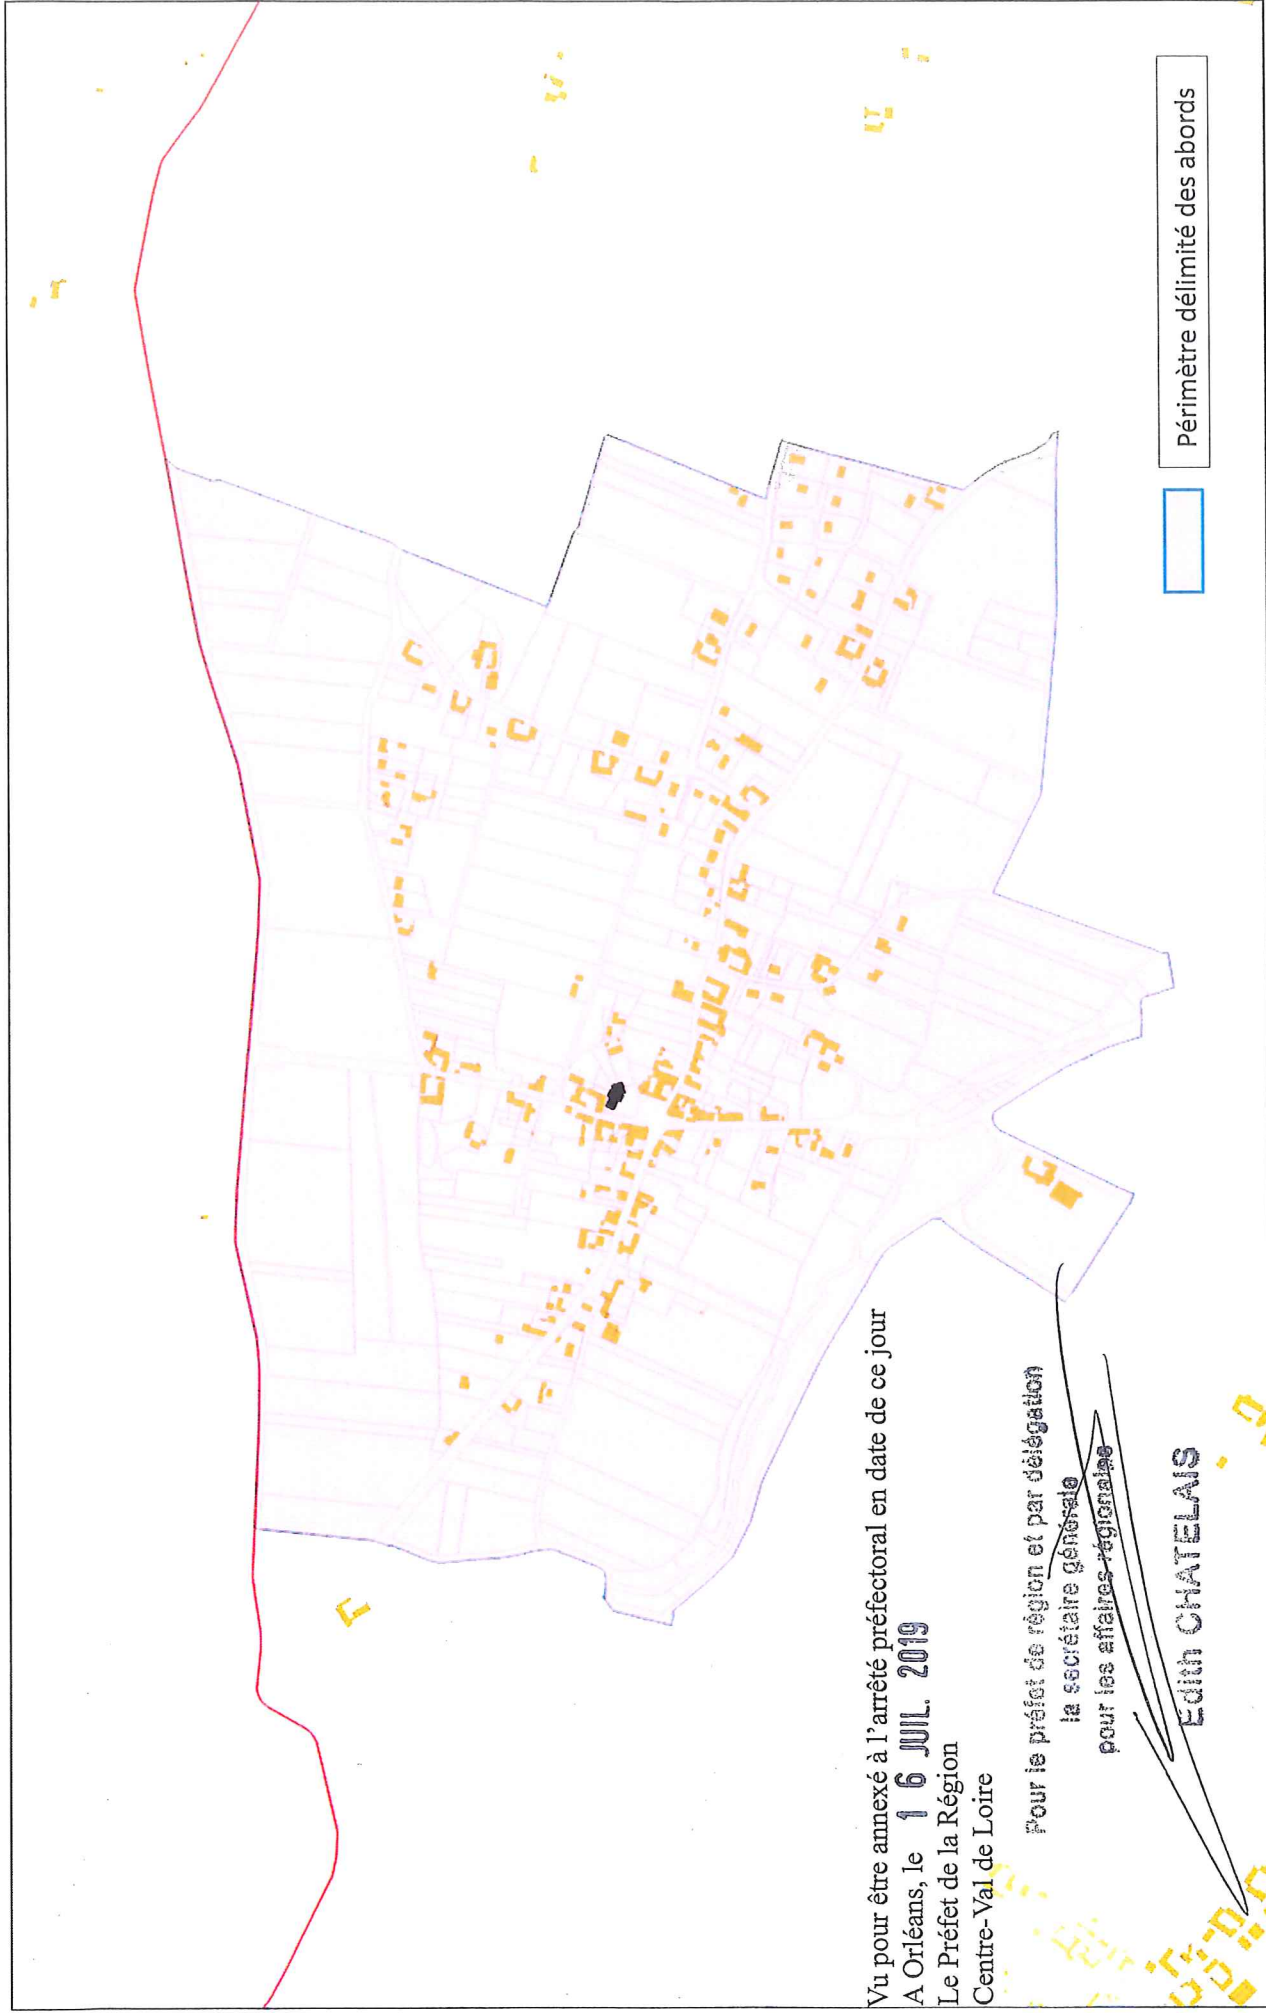 Périmètre délimité des abords
Vu pour être annexé à l'arrêté préfectoral en date de ce jour
A Orléans, le 16 JUIL. 2019
Le Préfet de la Région
Centre-Val de Loire
Pour le préfet de région et par délégation
la secrétaire générale
pour les affaires régionales
Edith CHATELAIS